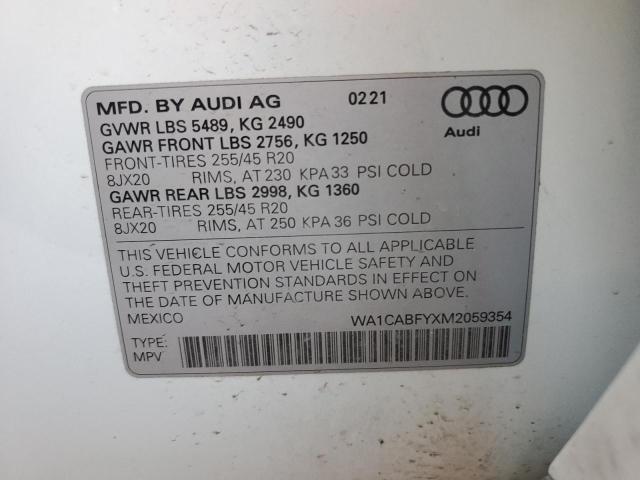 MFD. BY AUDI AG 02 21
GVWR LBS 5489, KG 2490
GAWR FRONT LBS 2756, KG 1250
FRONT-TIRES 255/45 R20
8JX20 RIMS, AT 230 KPA 33 PSI COLD
GAWR REAR LBS 2998, KG 1360
REAR-TIRES 255/45 R20
8JX20 RIMS, AT 250 KPA 36 PSI COLD
Audi
THIS VEHICLE CONFORMS TO ALL APPLICABLE
U.S. FEDERAL MOTOR VEHICLE SAFETY AND
THEFT PREVENTION STANDARDS IN EFFECT ON
THE DATE OF MANUFACTURE SHOWN ABOVE.
MEXICO WA1CABFYXM2059354
TYPE:
MPV